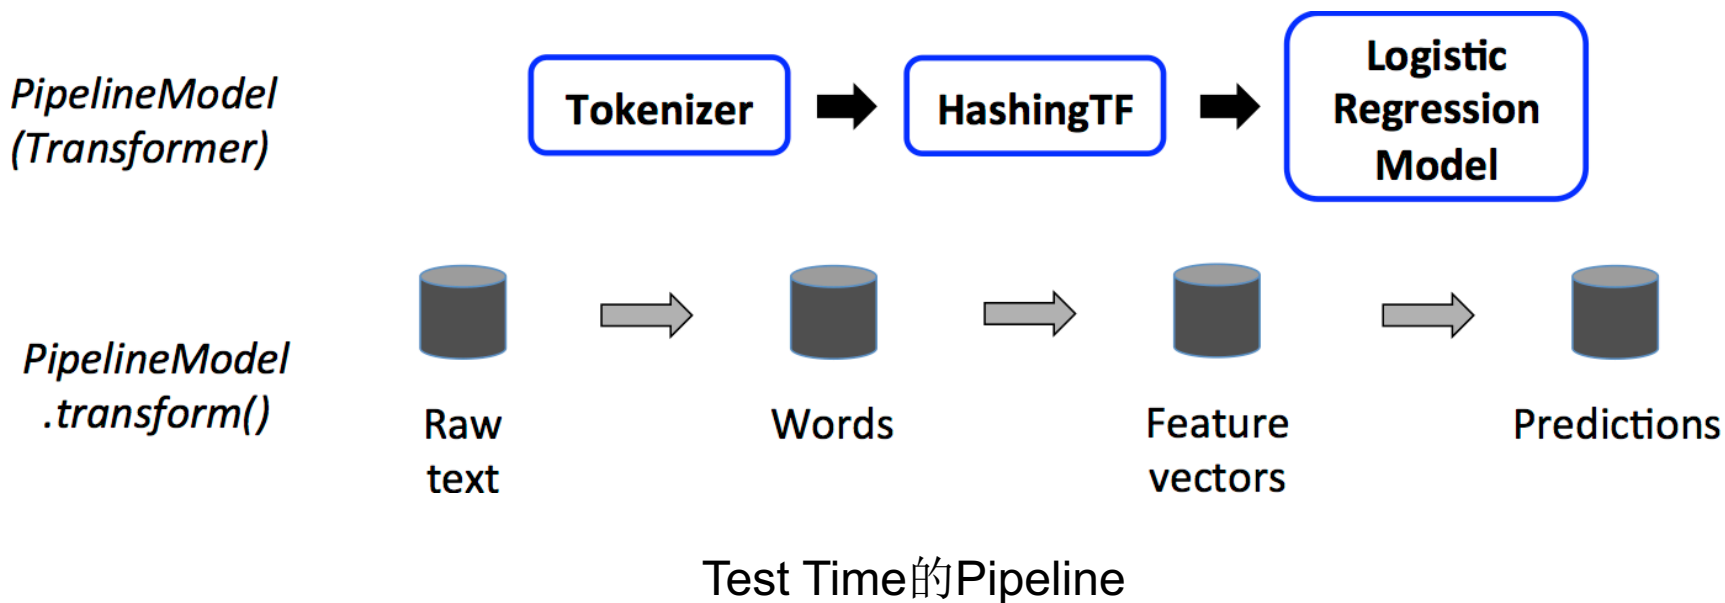 PipelineModel
(Transformer)
Tokenizer
HashingTF
Logistic
Regression
Model
PipelineModel
.transform()
Raw
text
Words
Feature
vectors
Predictions
Test Time的Pipeline